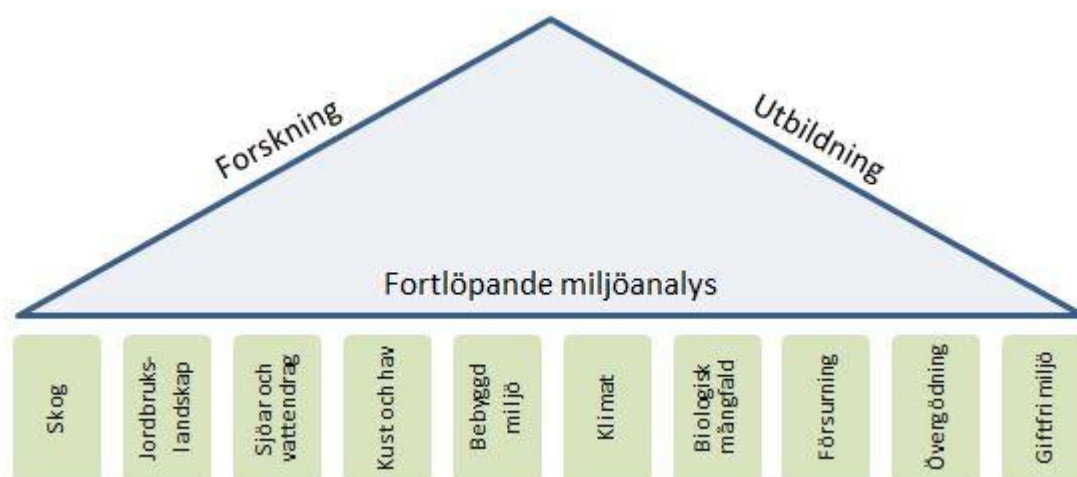 Forskning
Utbildning
Fortlöpande miljöanalys
Skog
Jordbruks-
landskap
Sjöar och
vattendrag
Kust och hav
Bebyggd
miljö
Klimat
Biologisk
mångfald
Försurning
Övergödning
Giftfri miljö